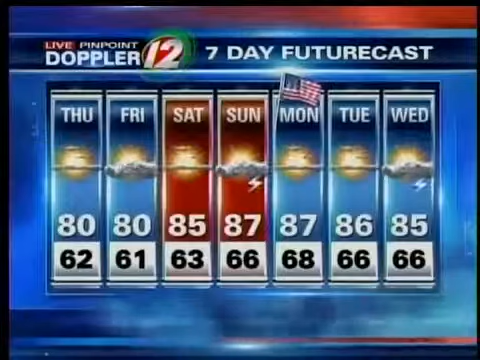 LIVE PINPOINT
DOPPLER 12
7 DAY FUTURECAST
THU FRI SAT SUN MON TUE WED
80 80 85 87 87 86 85
62 61 63 66 68 66 66